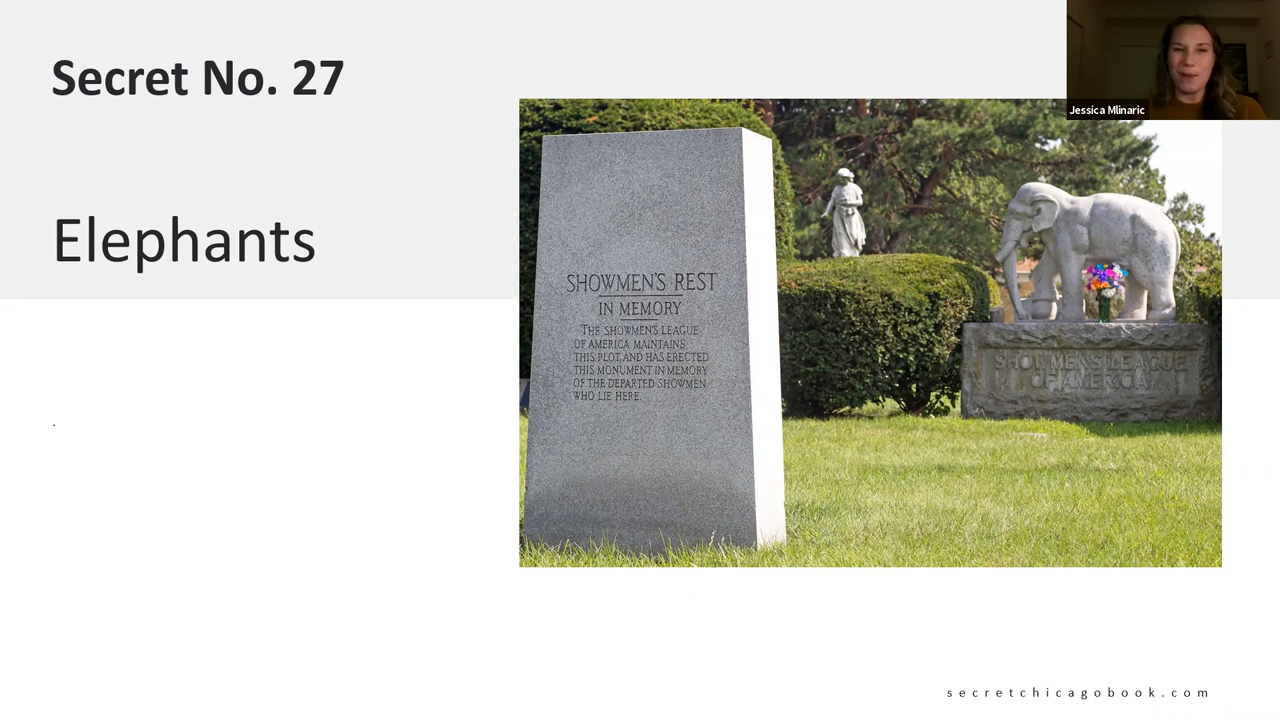 Secret No. 27
Elephants
Jessica Mlinaric
SHOWMEN'S REST
IN MEMORY
THE SHOWMEN'S LEAGUE
OF AMERICA MAINTAINS
THIS PLOT, AND HAS ERECTED
THIS MONUMENT IN MEMORY
OF THE DEPARTED SHOWMEN
WHO LIE HERE.
SHOWMEN'S LEAGUE
OF AMERICA
.
secretchicagobook.com